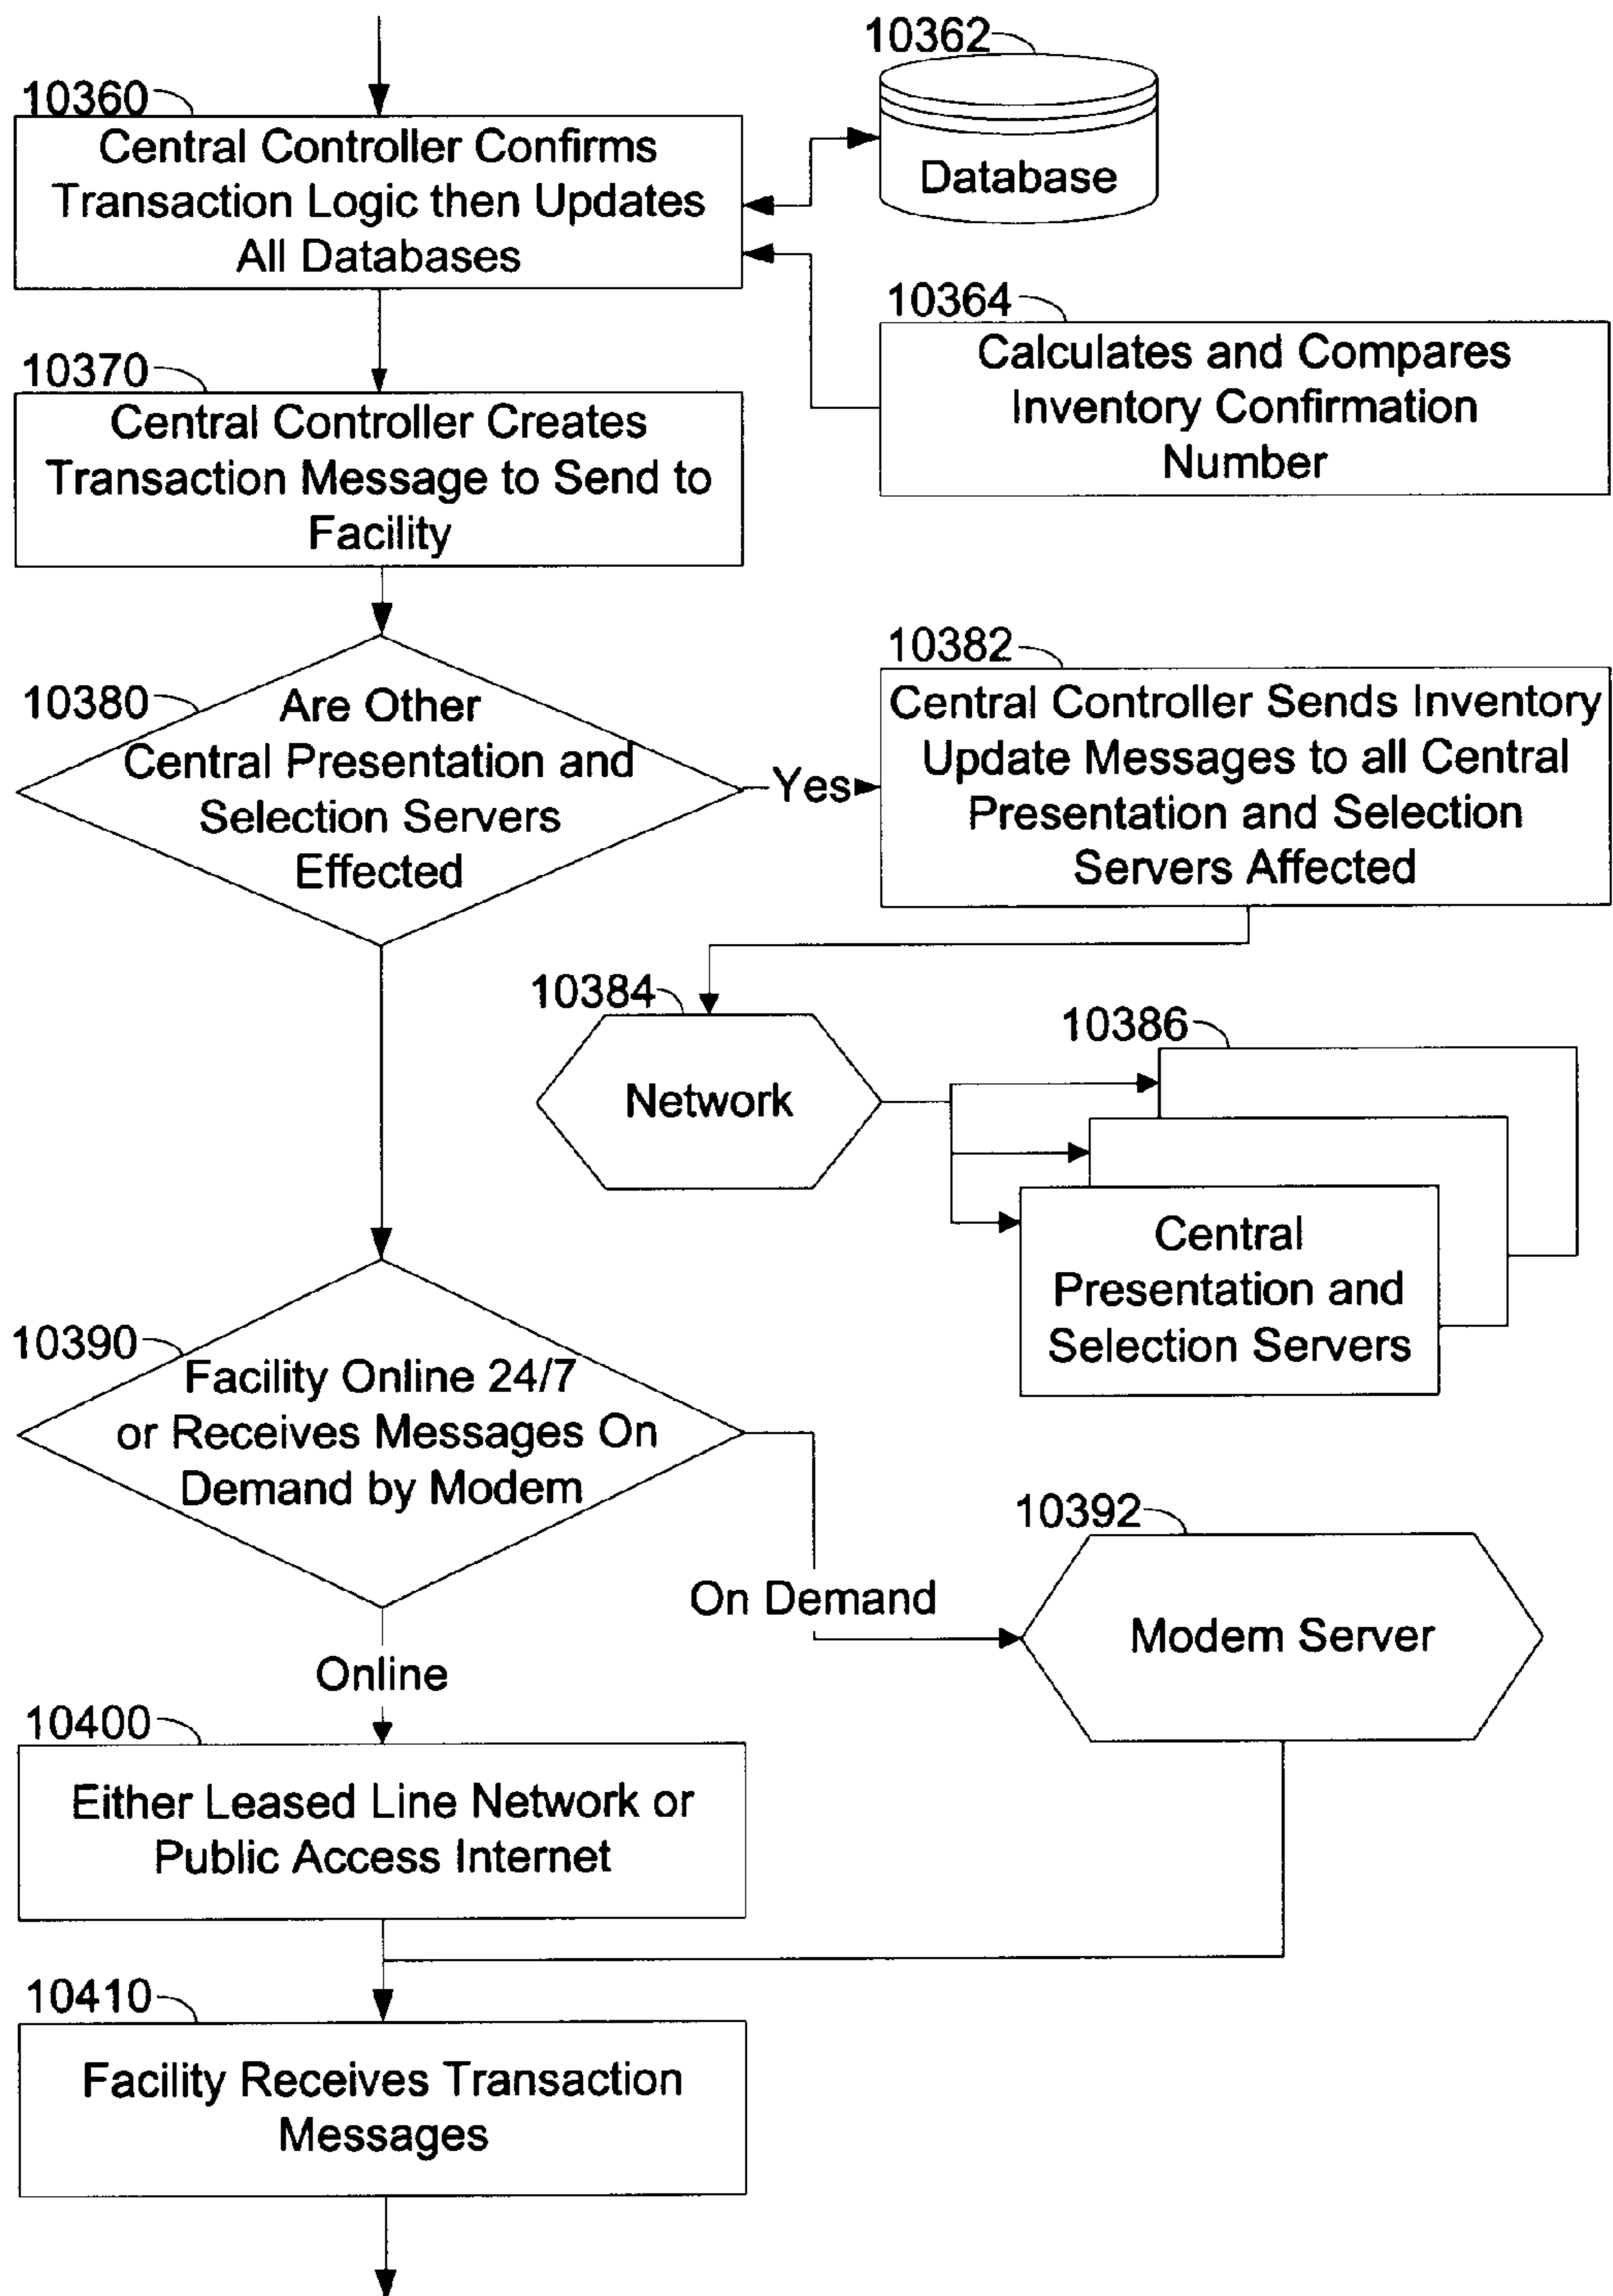 10362
10360
Central Controller Confirms
Transaction Logic then Updates
All Databases
Database
10364
Calculates and Compares
Inventory Confirmation
Number
10370
Central Controller Creates
Transaction Message to Send to
Facility
10380
Are Other
Central Presentation and
Selection Servers
Effected
Yes
10382
Central Controller Sends Inventory
Update Messages to all Central
Presentation and Selection
Servers Affected
10384
Network
10386
Central
Presentation and
Selection Servers
10390
Facility Online 24/7
or Receives Messages On
Demand by Modem
On Demand
10392
Modem Server
Online
10400
Either Leased Line Network or
Public Access Internet
10410
Facility Receives Transaction
Messages